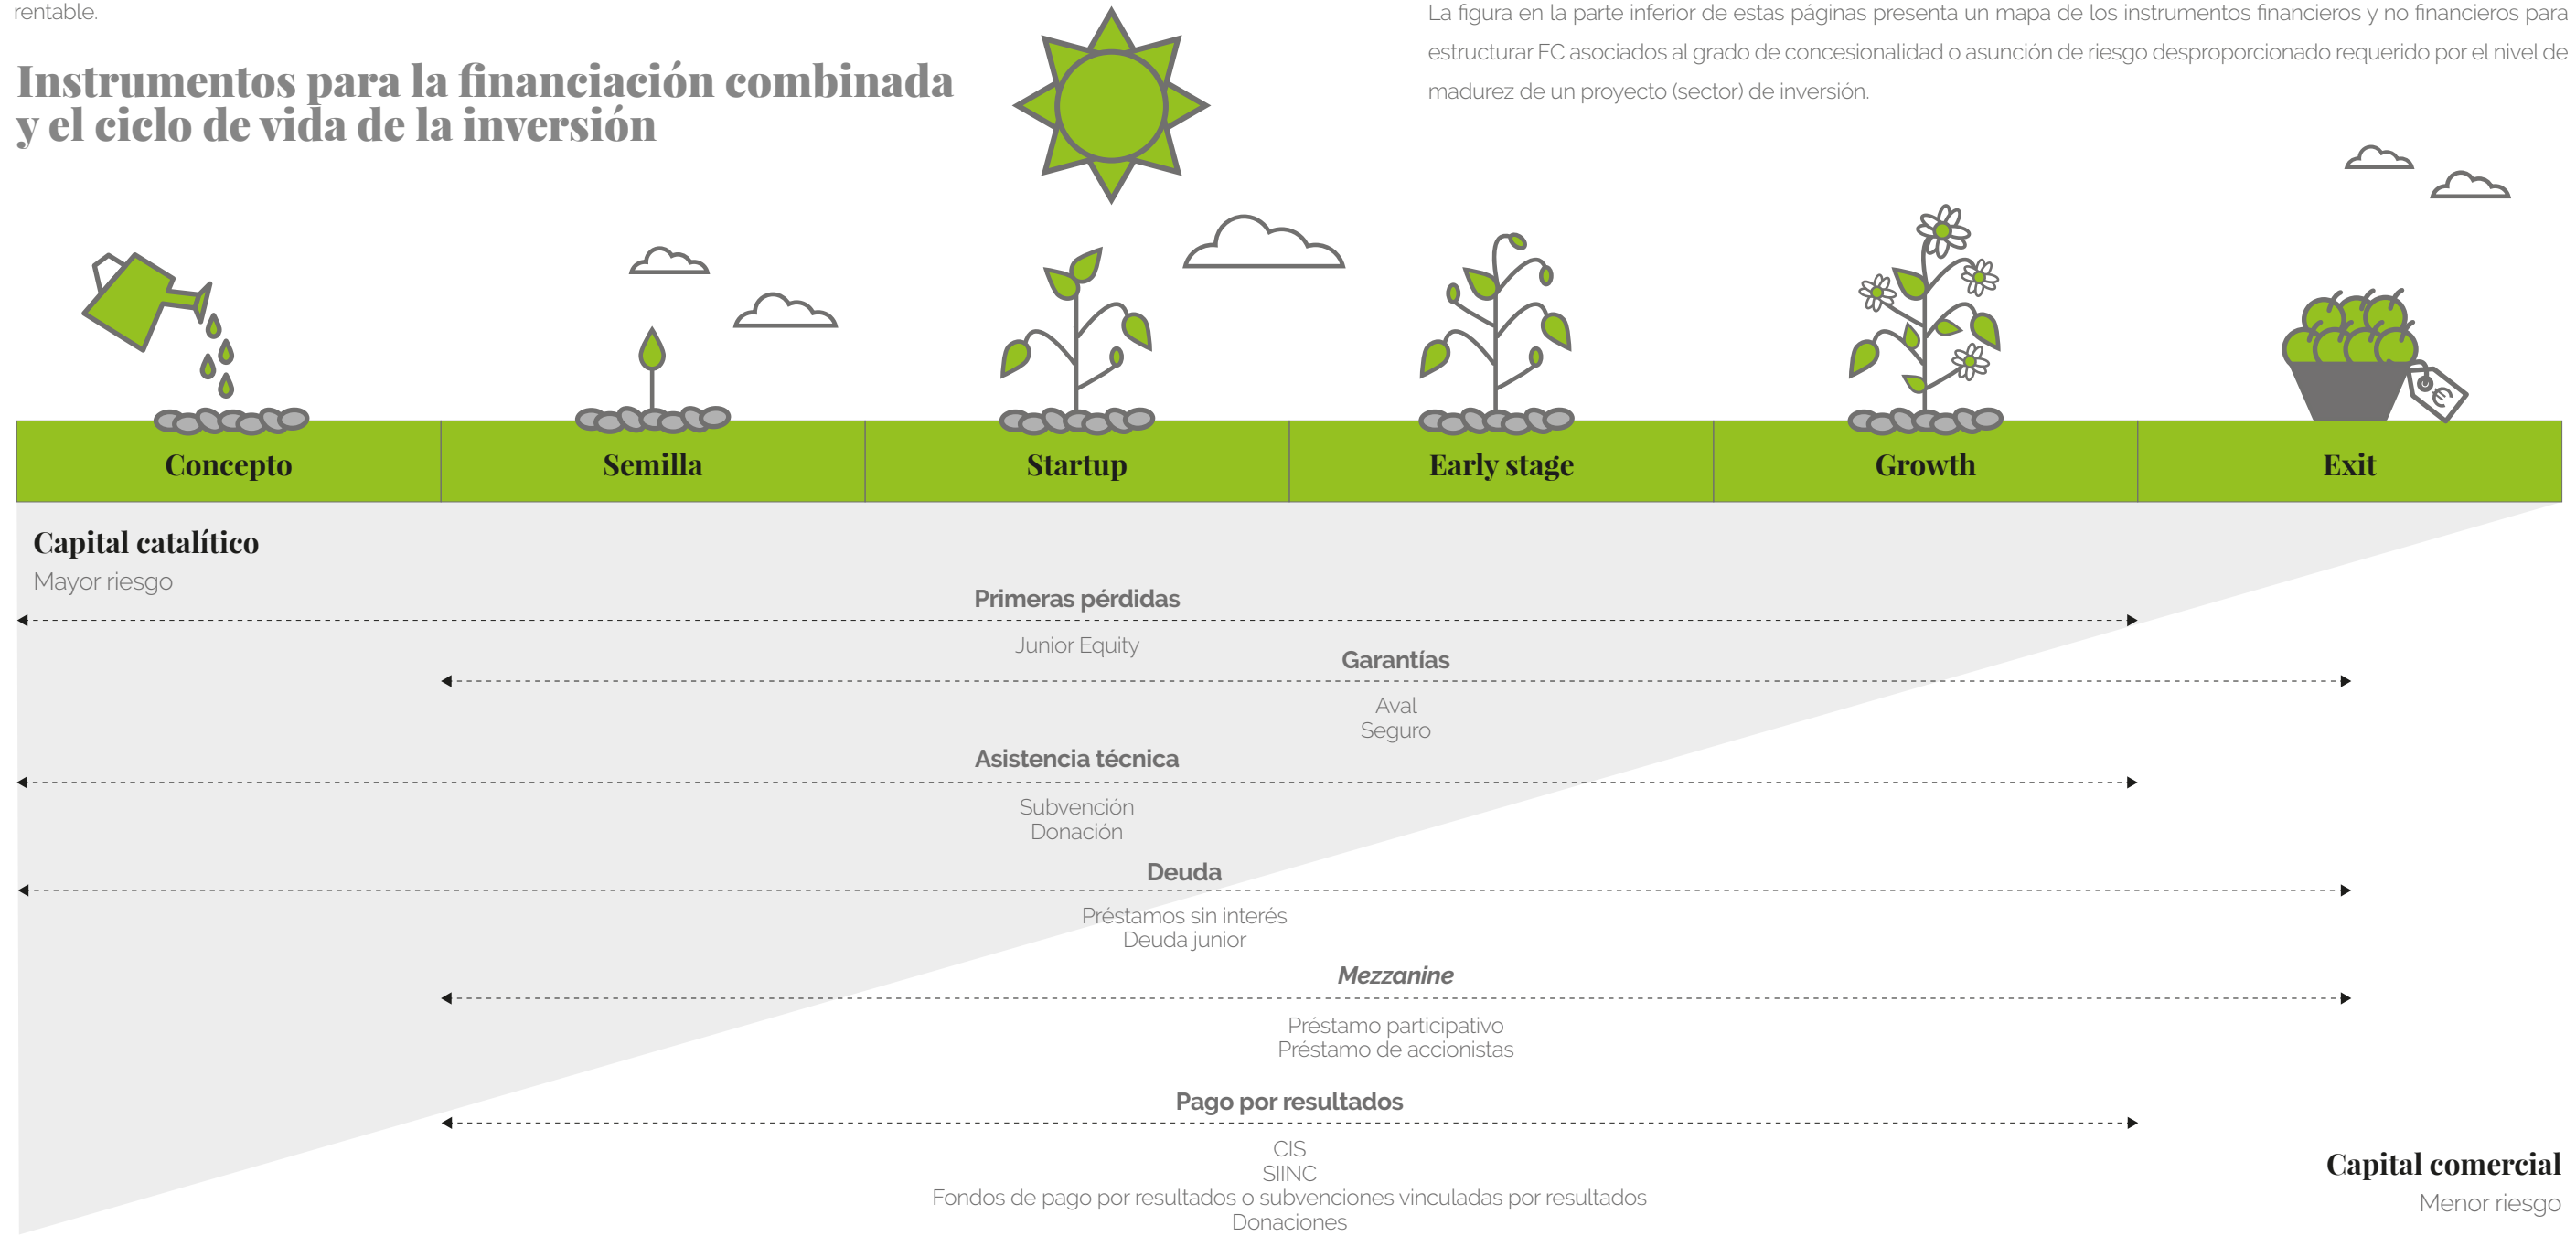 rentable.
La figura en la parte inferior de estas páginas presenta un mapa de los instrumentos financieros y no financieros para
estructurar FC asociados al grado de concesionalidad o asunción de riesgo desproporcionado requerido por el nivel de
madurez de un proyecto (sector) de inversión.
Instrumentos para la financiación combinada
y el ciclo de vida de la inversión
€
Concepto
Semilla
Startup
Early stage
Growth
Exit
Capital catalítico
Mayor riesgo
Primeras pérdidas
Junior Equity
Garantías
Aval
Seguro
Asistencia técnica
Subvención
Donación
Deuda
Préstamos sin interés
Deuda junior
Mezzanine
Préstamo participativo
Préstamo de accionistas
Pago por resultados
CIS
SIINC
Fondos de pago por resultados o subvenciones vinculadas por resultados
Donaciones
Capital comercial
Menor riesgo